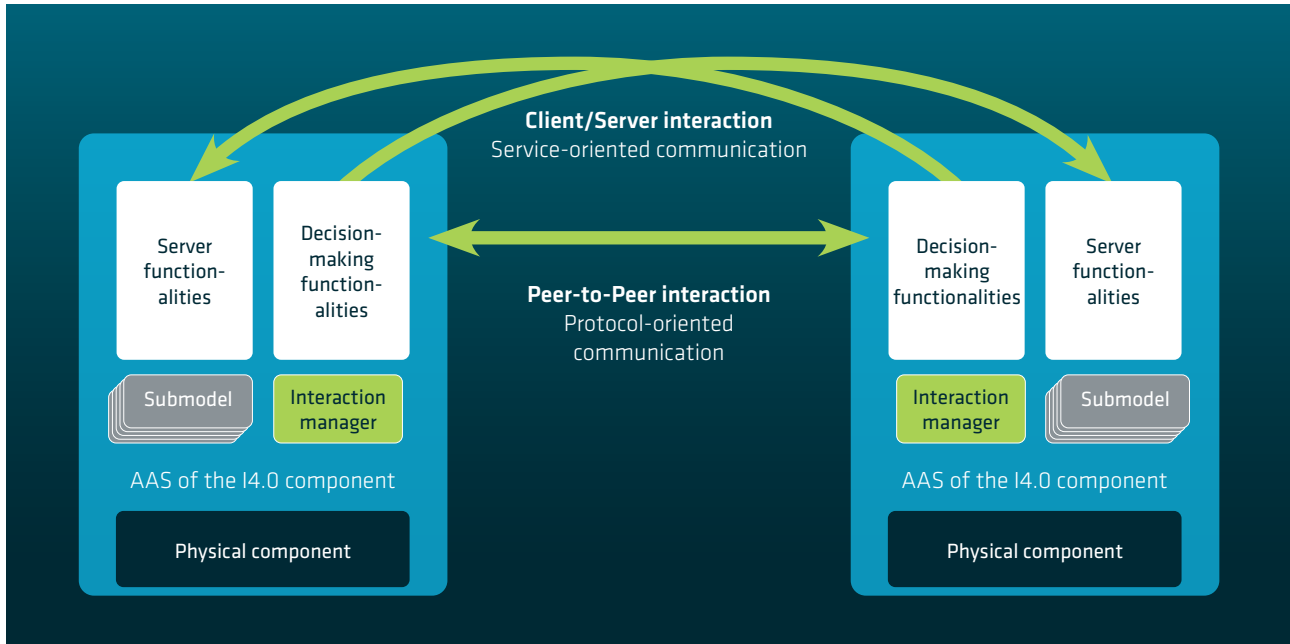 Client/Server interaction
Service-oriented communication
Server
function-
alities
Decision-
making
function-
alities
Submodel
Interaction
manager
AAS of the I4.0 component
Physical component
Peer-to-Peer interaction
Protocol-oriented
communication
Decision-
making
functionalities
Server
function-
alities
Interaction
manager
Submodel
AAS of the I4.0 component
Physical component